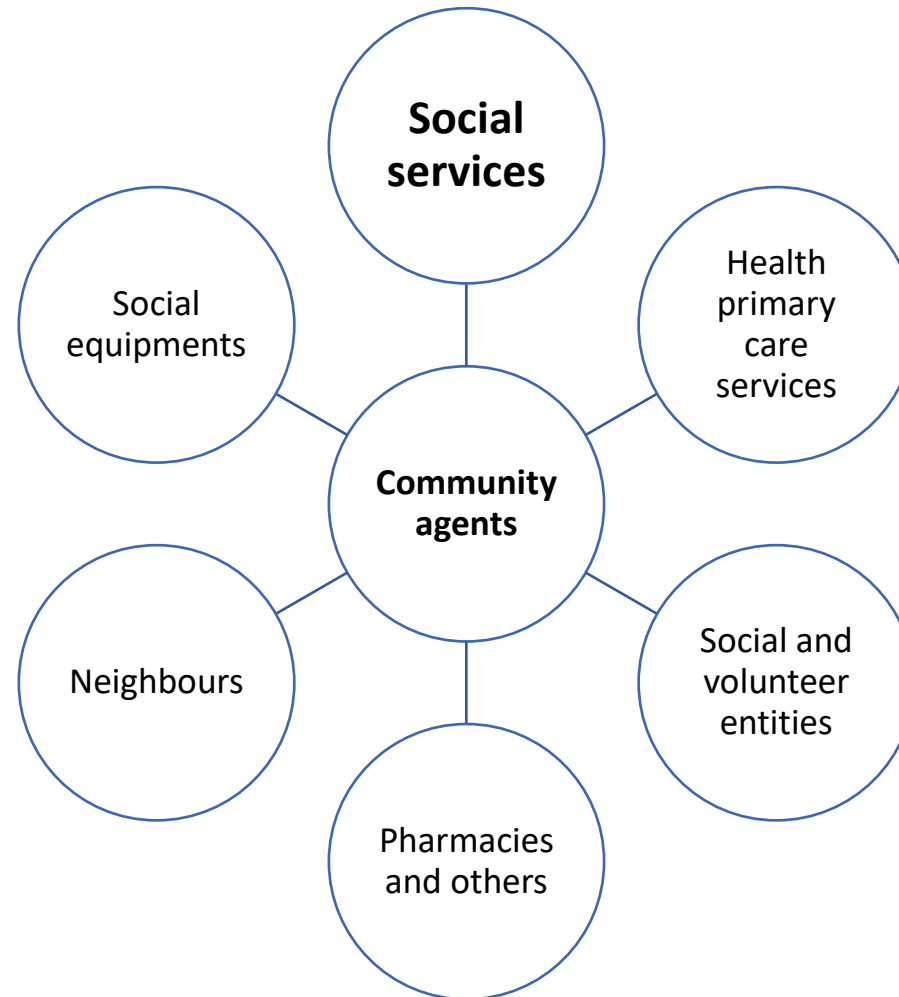 Social
services
Health
primary
care
services
Social
equipments
Community
agents
Social and
volunteer
entities
Neighbours
Pharmacies
and others